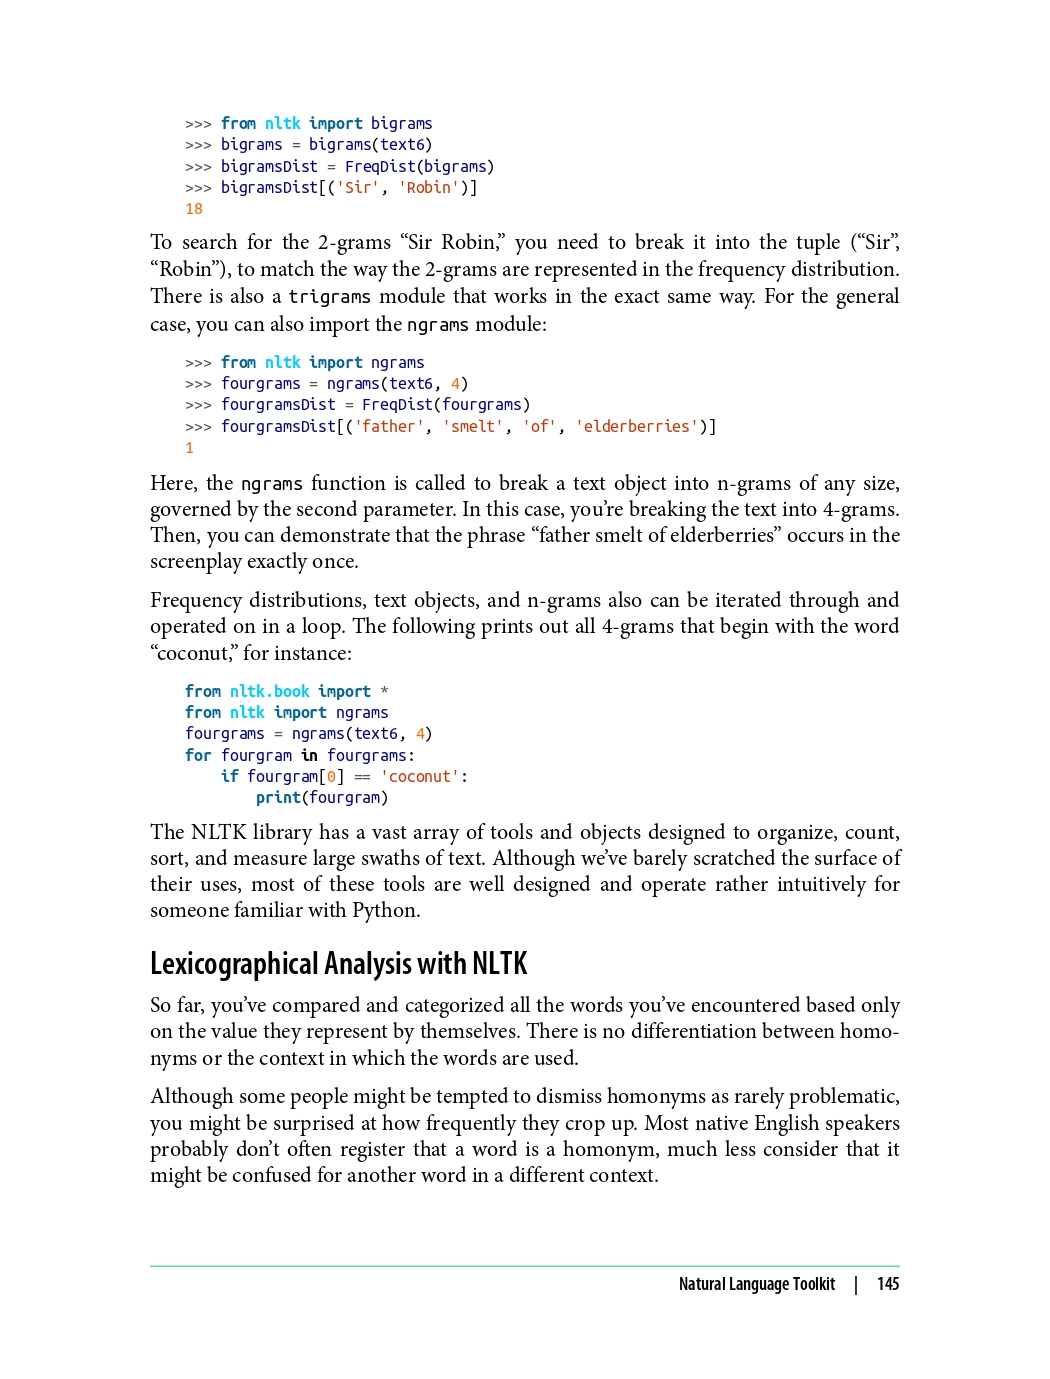 >>> from nltk import bigrams
>>> bigrams = bigrams(text6)
>>> bigramsDist = FreqDist(bigrams)
>>> bigramsDist[('Sir', 'Robin')]
18
To search for the 2-grams “Sir Robin,” you need to break it into the tuple (“Sir”,
“Robin”), to match the way the 2-grams are represented in the frequency distribution.
There is also a trigrams module that works in the exact same way. For the general
case, you can also import the ngrams module:
>>> from nltk import ngrams
>>> fourgrams = ngrams(text6, 4)
>>> fourgramsDist = FreqDist(fourgrams)
>>> fourgramsDist[('father', 'smelt', 'of', 'elderberries')]
1
Here, the ngrams function is called to break a text object into n-grams of any size,
governed by the second parameter. In this case, you’re breaking the text into 4-grams.
Then, you can demonstrate that the phrase “father smelt of elderberries” occurs in the
screenplay exactly once.
Frequency distributions, text objects, and n-grams also can be iterated through and
operated on in a loop. The following prints out all 4-grams that begin with the word
“coconut,” for instance:
from nltk.book import *
from nltk import ngrams
fourgrams = ngrams(text6, 4)
for fourgram in fourgrams:
    if fourgram[0] == 'coconut':
        print(fourgram)
The NLTK library has a vast array of tools and objects designed to organize, count,
sort, and measure large swaths of text. Although we’ve barely scratched the surface of
their uses, most of these tools are well designed and operate rather intuitively for
someone familiar with Python.
Lexicographical Analysis with NLTK
So far, you’ve compared and categorized all the words you’ve encountered based only
on the value they represent by themselves. There is no differentiation between homo-
nyms or the context in which the words are used.
Although some people might be tempted to dismiss homonyms as rarely problematic,
you might be surprised at how frequently they crop up. Most native English speakers
probably don’t often register that a word is a homonym, much less consider that it
might be confused for another word in a different context.
Natural Language Toolkit | 145